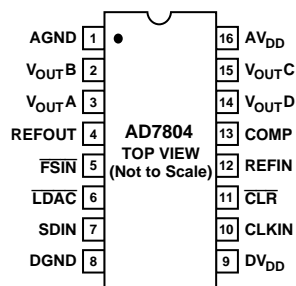 AGND 1 16 AVDD
VOUTB 2 15 VOUTC
VOUTA 3 14 VOUTD
REFOUT 4 AD7804 13 COMP
FSIN 5 TOP VIEW 12 REFIN
(Not to Scale)
LDAC 6 11 CLR
SDIN 7 10 CLKIN
DGND 8 9 DVDD